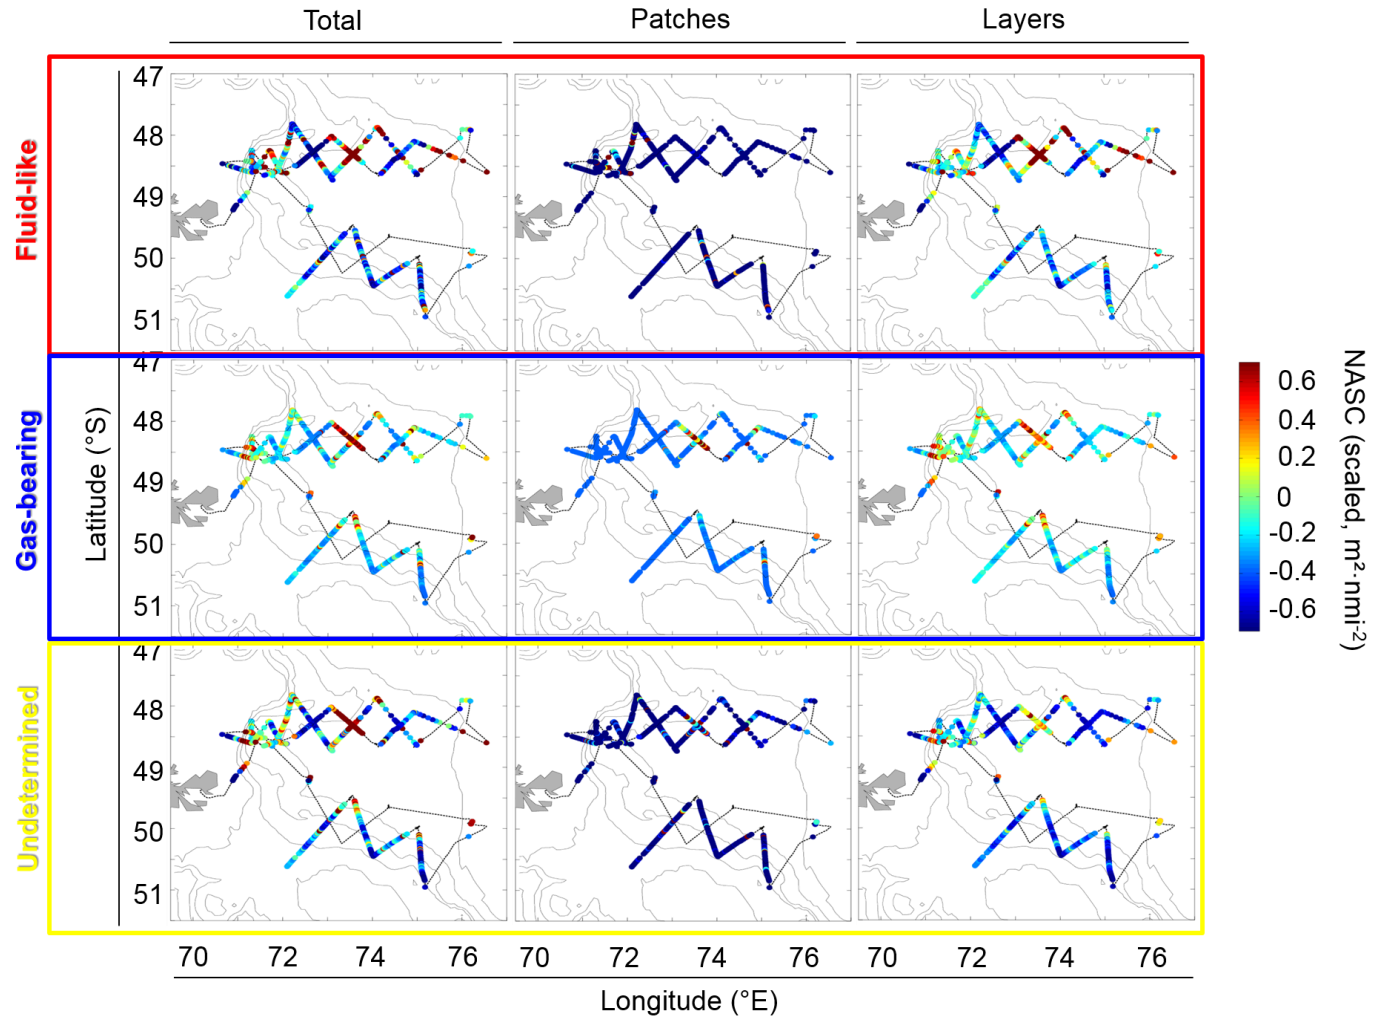 Total Patches Layers
Fluid-like
47
48
49
50
51
Gas-bearing
Latitude (°S)
47
48
49
50
51
Undetermined
47
48
49
50
51
70 72 74 76 70 72 74 76 70 72 74 76
Longitude (°E)
0.6
0.4
0.2
0
-0.2
-0.4
-0.6
NASC (scaled, m²·nmi⁻²)